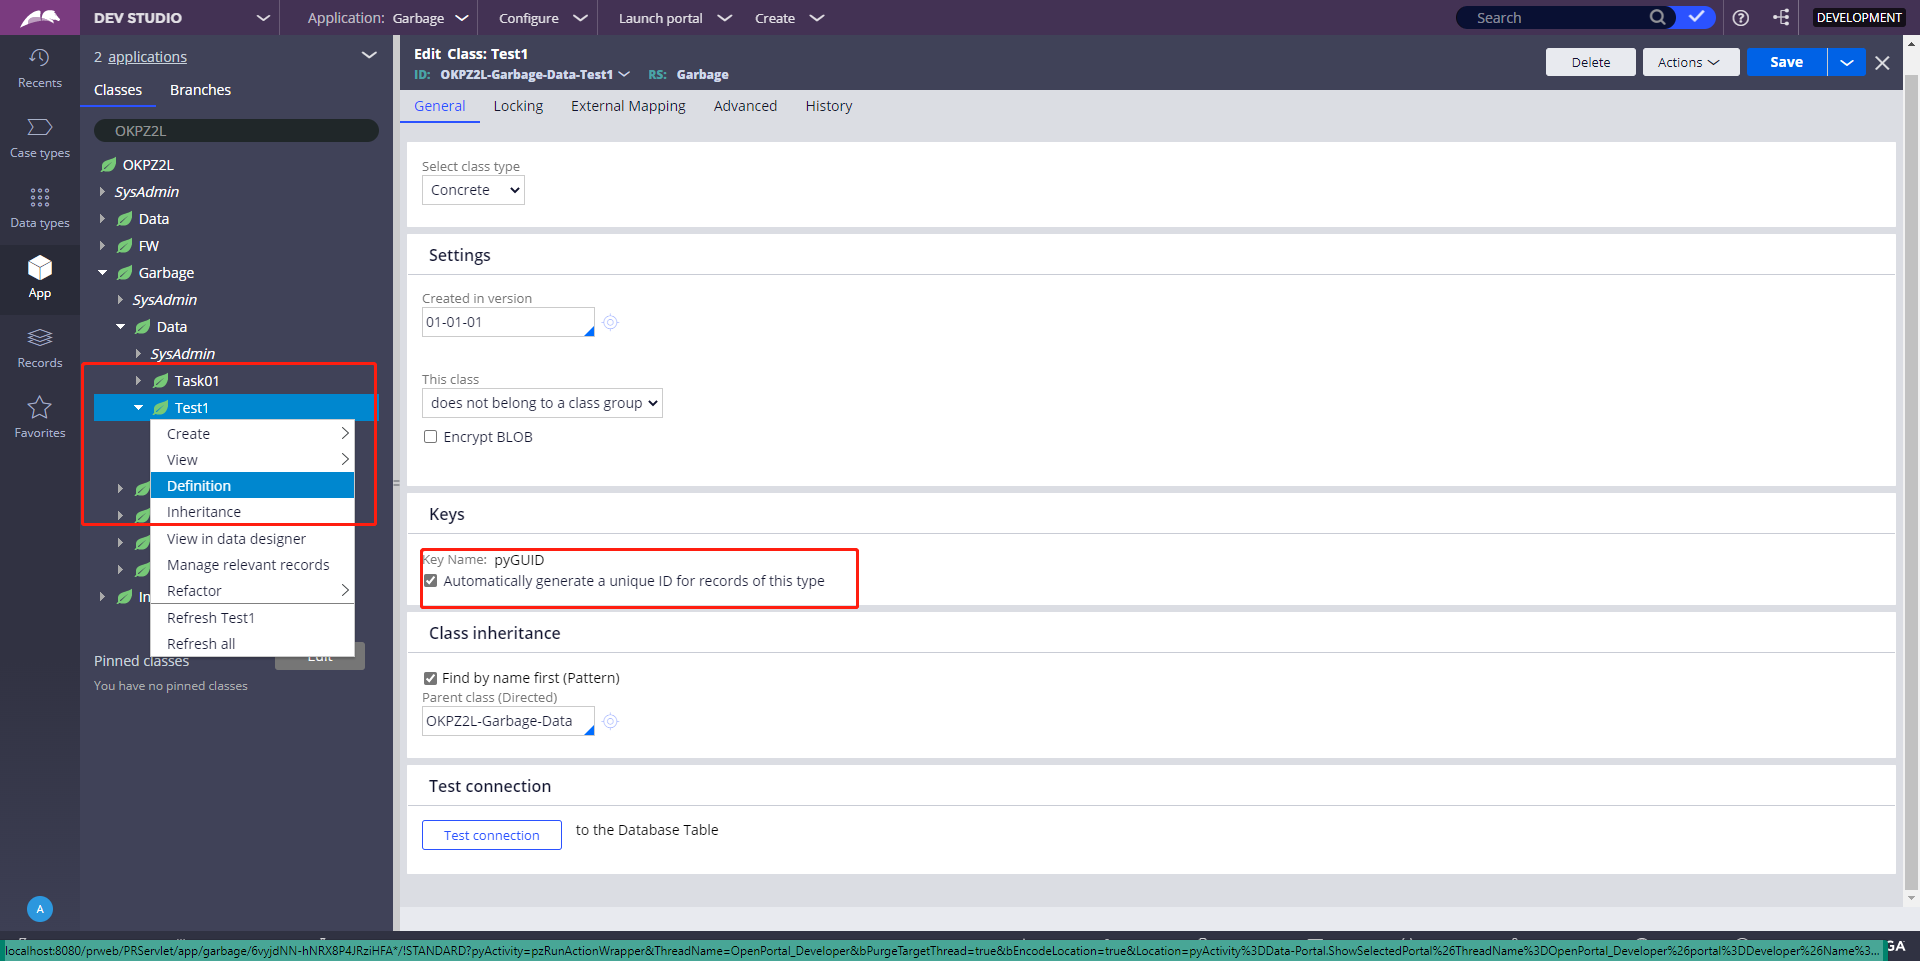 DEV STUDIO
Application: Garbage
Configure
Launch portal
Create
Search
DEVELOPMENT
Recents
Case types
Data types
App
Records
Favorites
A
2 applications
Classes
Branches
OKPZ2L
OKPZ2L
SysAdmin
Data
FW
Garbage
SysAdmin
Data
SysAdmin
Task01
Test1
Create
View
Definition
Inheritance
View in data designer
Manage relevant records
Refactor
In
Refresh Test1
Refresh all
Pinned classes
Edit
You have no pinned classes
Edit Class: Test1
ID: OKPZ2L-Garbage-Data-Test1 RS: Garbage
Delete
Actions
Save
General
Locking
External Mapping
Advanced
History
Select class type
Concrete
Settings
Created in version
01-01-01
This class
does not belong to a class group
Encrypt BLOB
Keys
Key Name: pyGUID
Automatically generate a unique ID for records of this type
Class inheritance
Find by name first (Pattern)
Parent class (Directed)
OKPZ2L-Garbage-Data
Test connection
Test connection
to the Database Table
localhost:8080/prweb/PRServlet/app/garbage/6vyjdNN-hNRX8P4JRziHFA*/!STANDARD?pyActivity=pzRunActionWrapper&ThreadName=OpenPortal_Developer&bPurgeTargetThread=true&bEncodeLocation=true&Location=pyActivity%3DData-Portal.ShowSelectedPortal%26ThreadName%3DOpenPortal_Developer%26portal%3DDeveloper%26Name%3...
GA